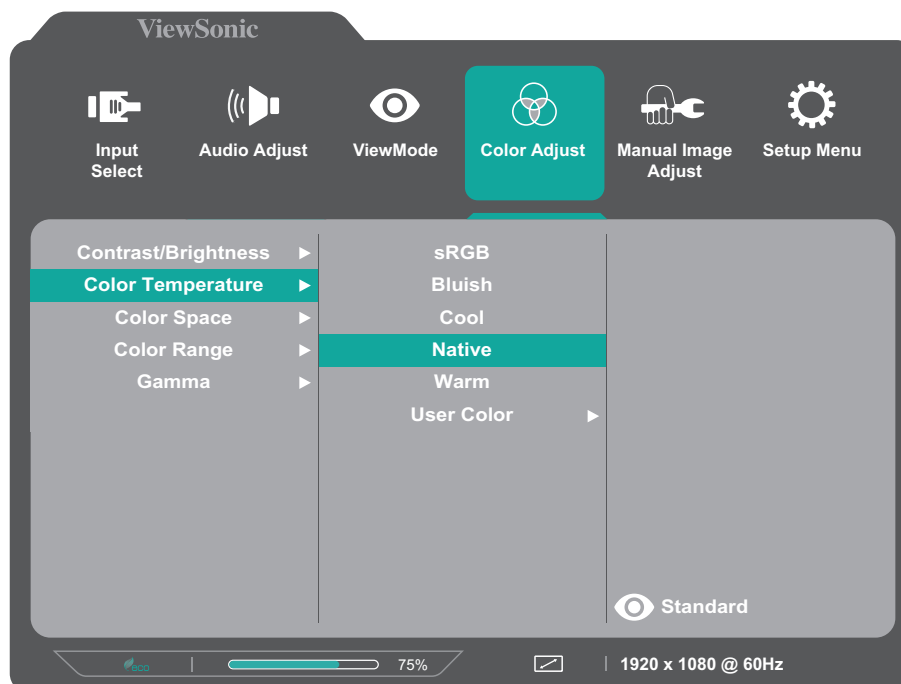 ViewSonic
Input
Select
Audio Adjust
ViewMode
Color Adjust
Manual Image
Adjust
Setup Menu
Contrast/Brightness
Color Temperature
Color Space
Color Range
Gamma
sRGB
Bluish
Cool
Native
Warm
User Color
Standard
eco
75%
1920 x 1080 @ 60Hz